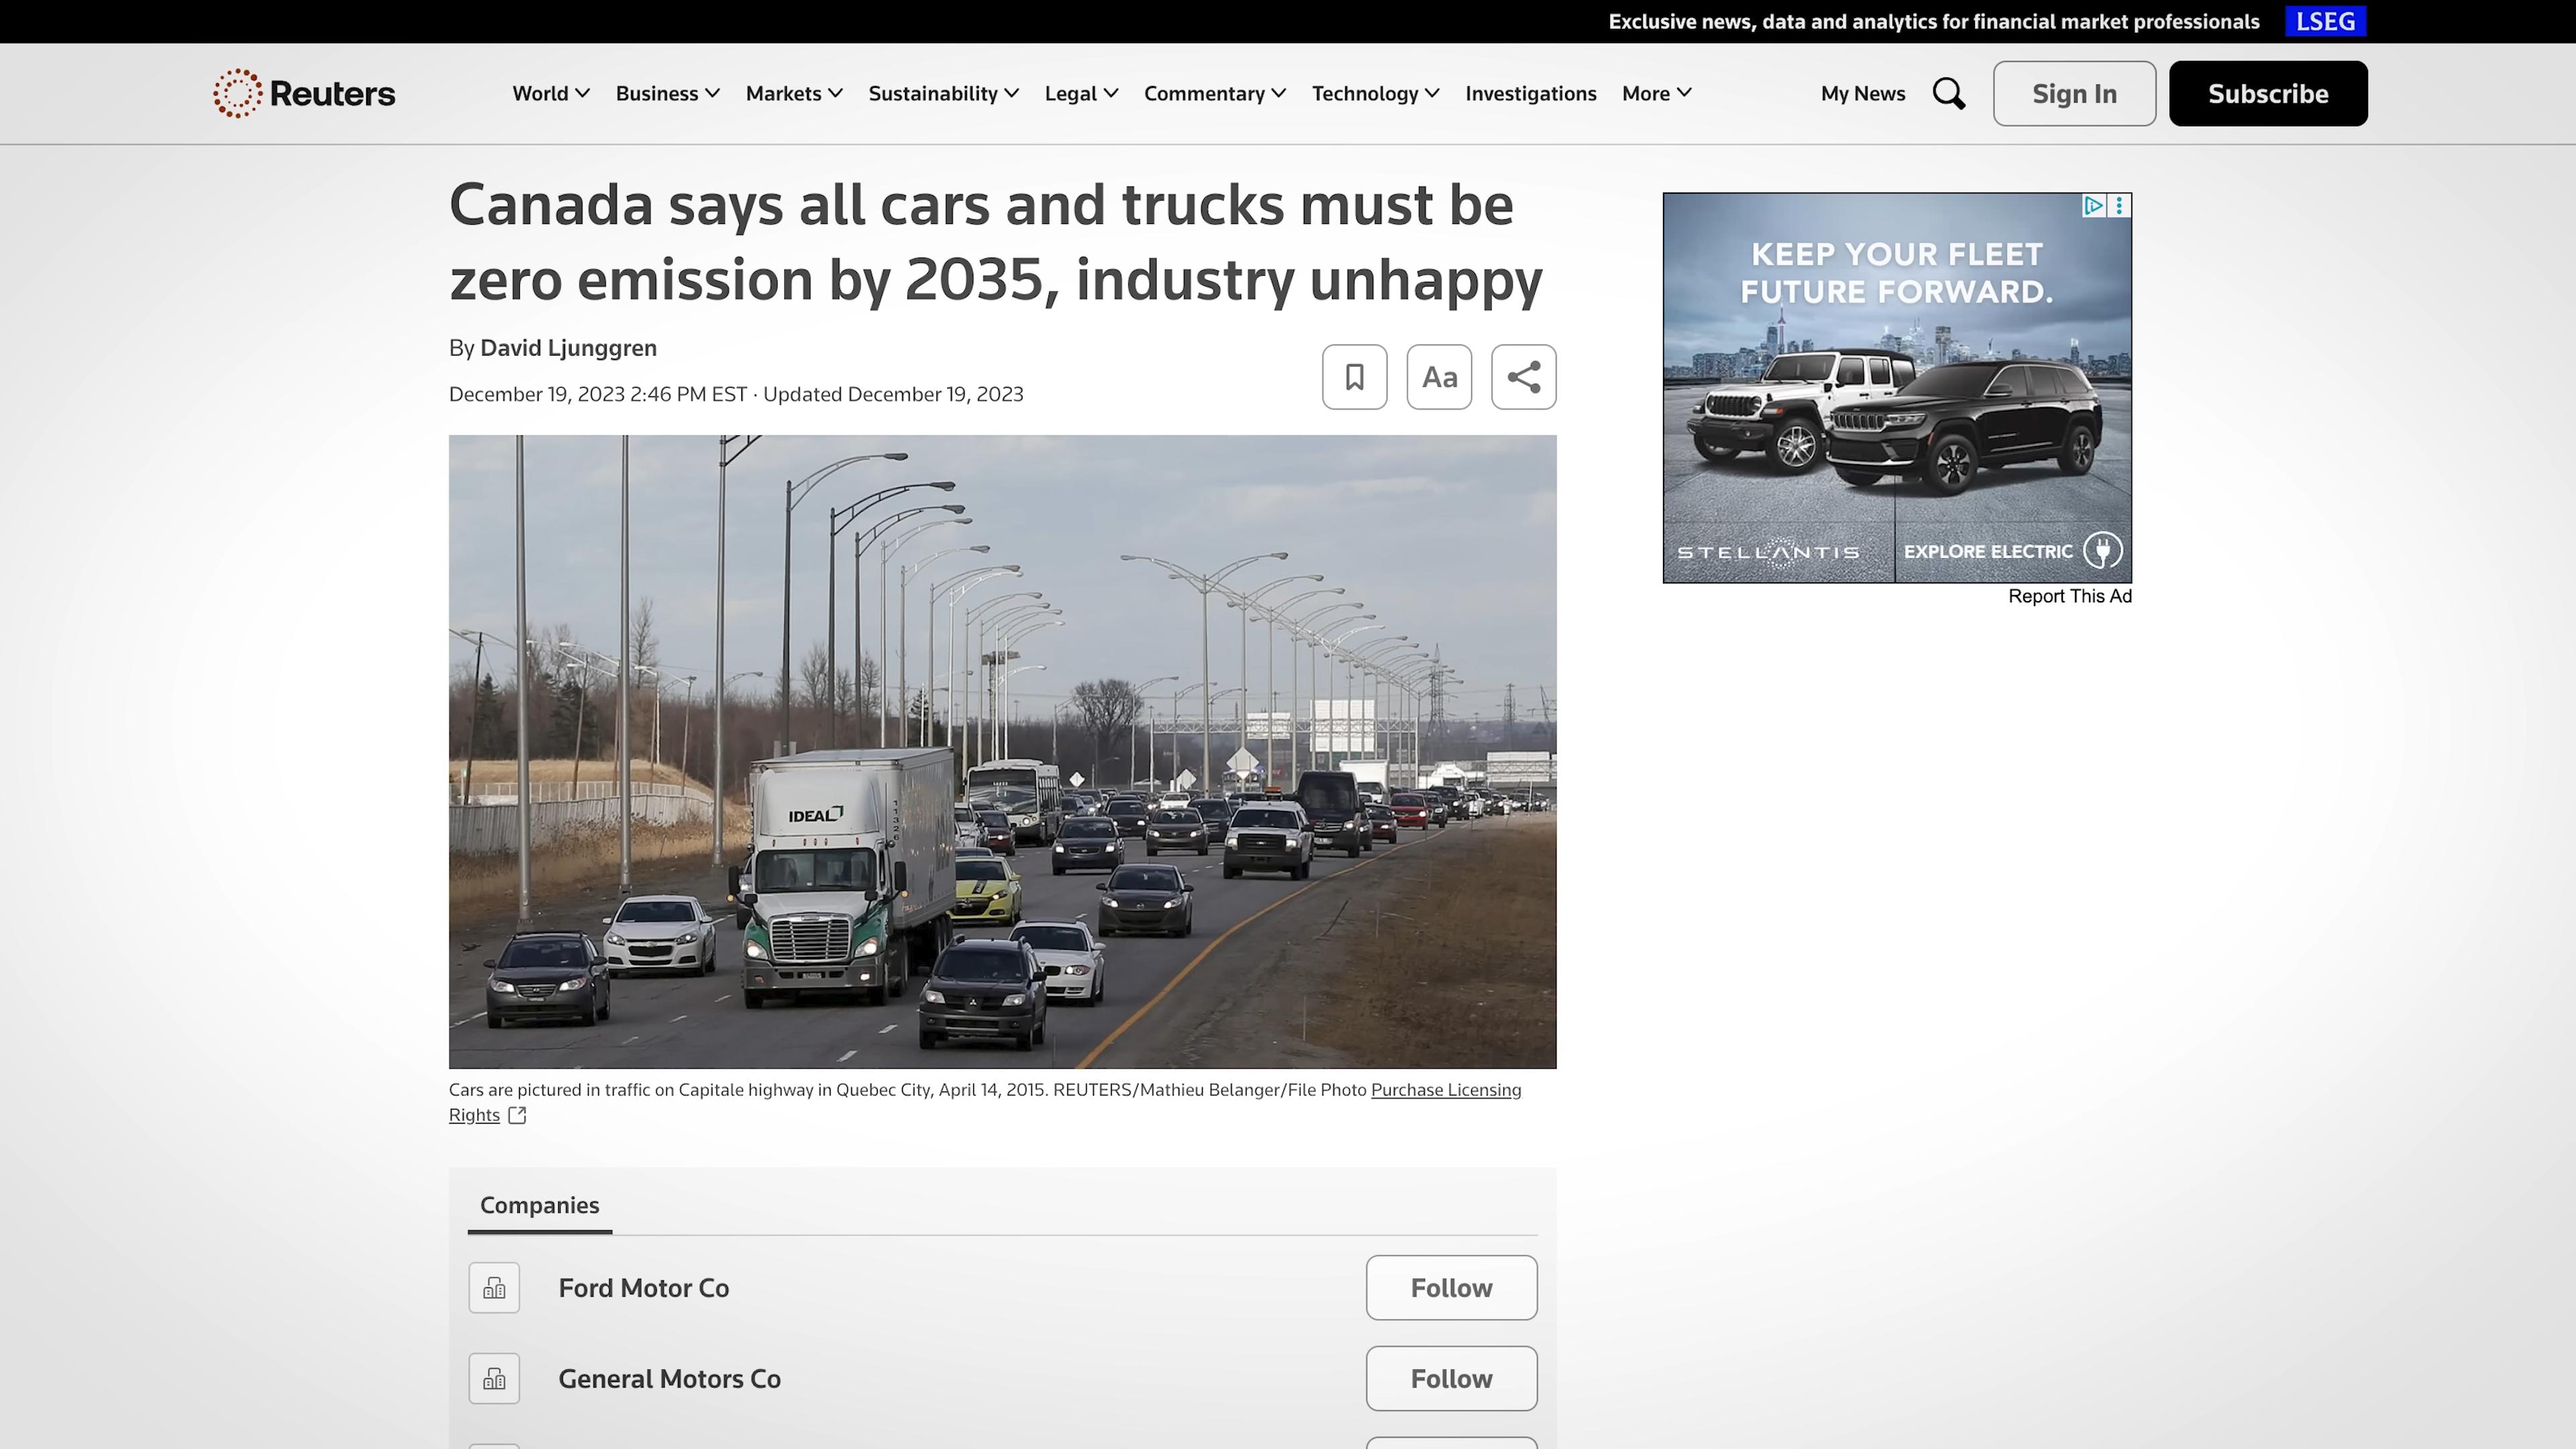 Exclusive news, data and analytics for financial market professionals LSEG
Reuters World Business Markets Sustainability Legal Commentary Technology Investigations More My News Sign In Subscribe
Canada says all cars and trucks must be
zero emission by 2035, industry unhappy
By David Ljunggren
December 19, 2023 2:46 PM EST · Updated December 19, 2023
Aa
IDEAL
Cars are pictured in traffic on Capitale highway in Quebec City, April 14, 2015. REUTERS/Mathieu Belanger/File Photo Purchase Licensing
Rights
Companies
Ford Motor Co Follow
General Motors Co Follow
KEEP YOUR FLEET
FUTURE FORWARD.
STELLANTIS EXPLORE ELECTRIC
Report This Ad